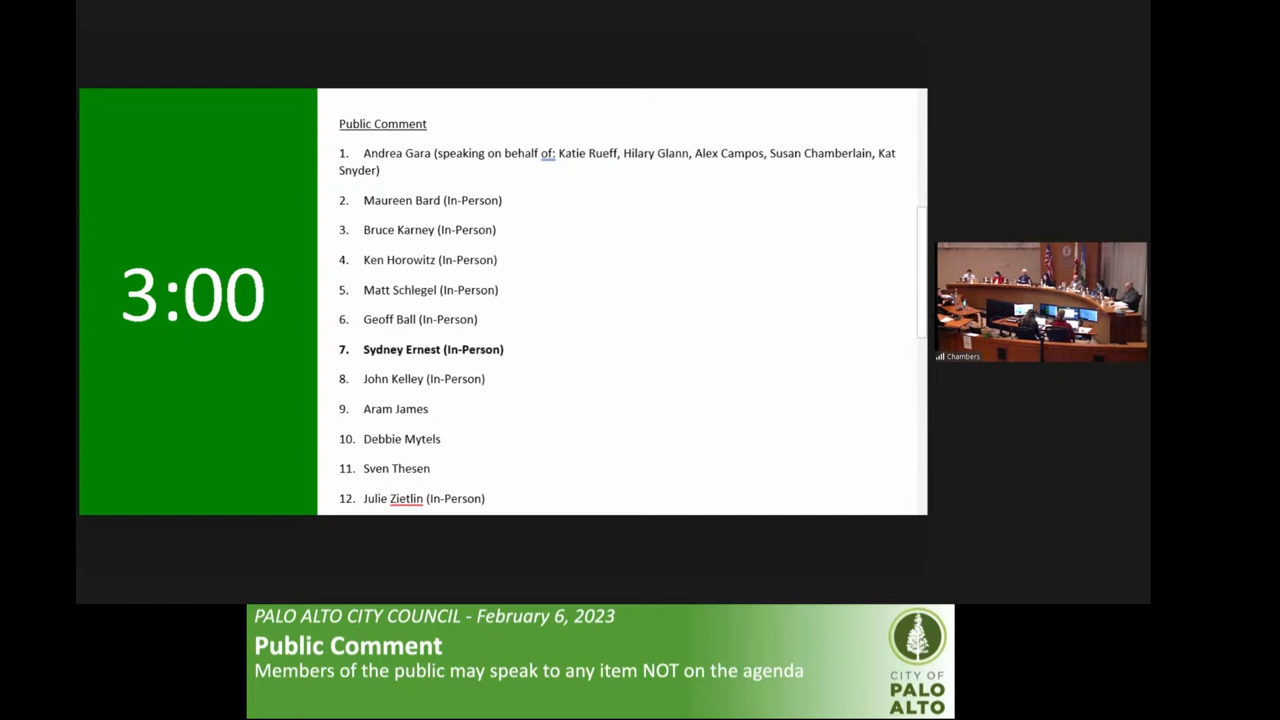 3:00
Public Comment
1. Andrea Gara (speaking on behalf of: Katie Rueff, Hilary Glann, Alex Campos, Susan Chamberlain, Kat
Snyder)
2. Maureen Bard (In-Person)
3. Bruce Karney (In-Person)
4. Ken Horowitz (In-Person)
5. Matt Schlegel (In-Person)
6. Geoff Ball (In-Person)
7. Sydney Ernest (In-Person)
8. John Kelley (In-Person)
9. Aram James
10. Debbie Mytels
11. Sven Thesen
12. Julie Zietlin (In-Person)
Chambers
PALO ALTO CITY COUNCIL - February 6, 2023
Public Comment
Members of the public may speak to any item NOT on the agenda
CITY OF
PALO
ALTO